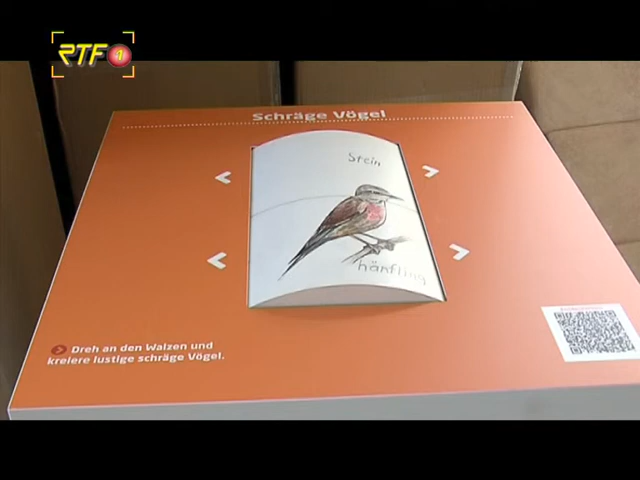 RTF 1
Schräge Vögel
Stein
hänfling
Dreh an den Walzen und
kreiere lustige schräge Vögel.